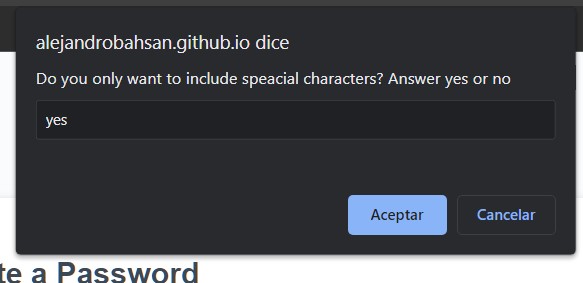 alejandrobahsan.github.io dice
Do you only want to include speacial characters? Answer yes or no
yes
Aceptar Cancelar
te a Password